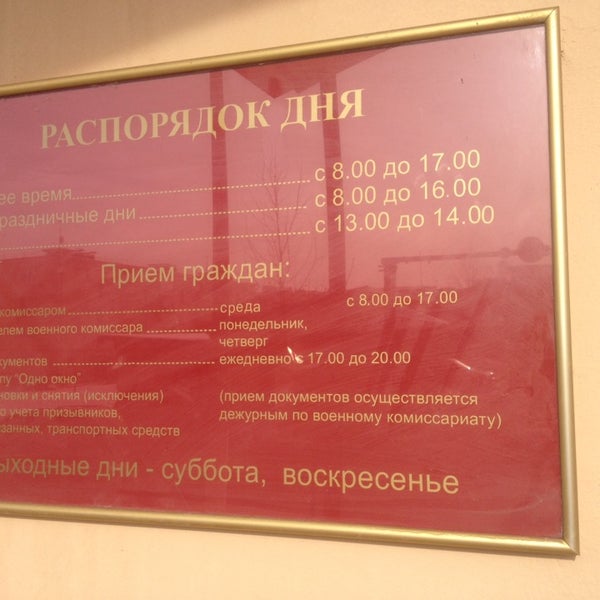 РАСПОРЯДОК ДНЯ
ее время с 8.00 до 17.00
раздничные дни с 8.00 до 16.00
с 13.00 до 14.00
Прием граждан:
комиссаром среда с 8.00 до 17.00
елем военного комиссара понедельник,
четверг
кументов ежедневно с 17.00 до 20.00
пу "Одно окно"
новки и снятия (исключения) (прием документов осуществляется
о учета призывников, дежурным по военному комиссариату)
язанных, транспортных средств
ыходные дни - суббота, воскресенье